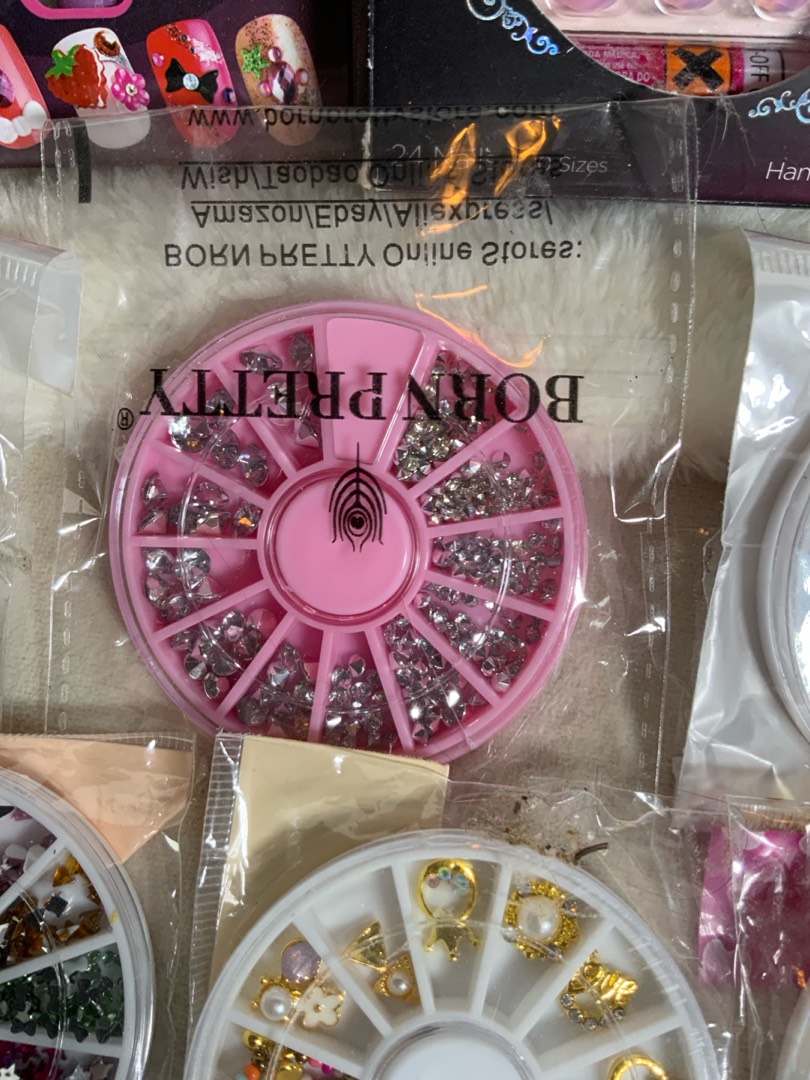 BORN PRETTY®
BORN PRETTY Online Stores:
Amazon/Ebay/Aliexpress/
Wish/Taobao Online Stores
www.bornprettystore.com
24 Nails Sizes
Han